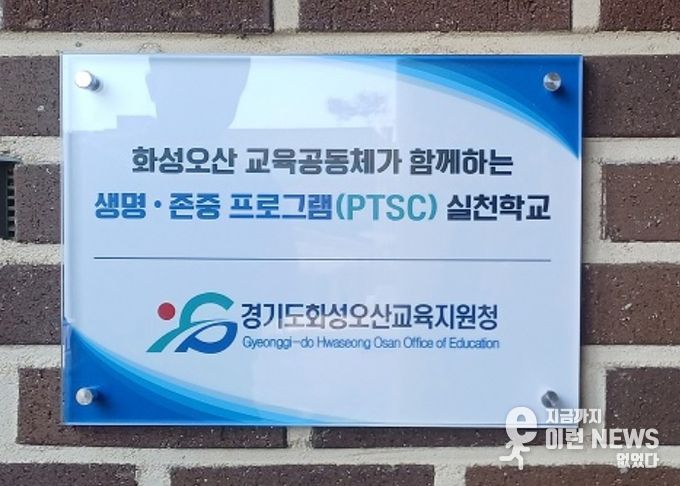 화성오산 교육공동체가 함께하는
생명·존중 프로그램(PTSC) 실천학교
경기도화성오산교육지원청
Gyeonggi-do Hwaseong Osan Office of Education
지금까지
이런 NEWS
없었다